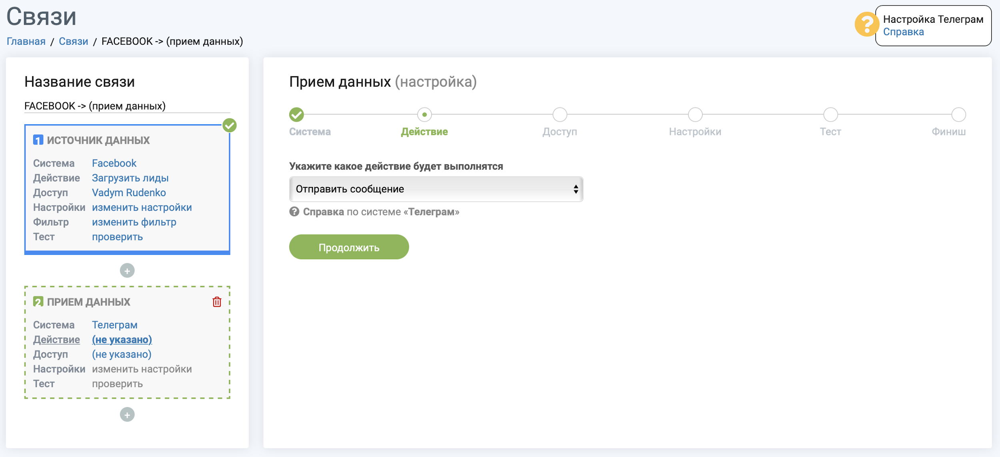 Связи
Главная / Связи / FACEBOOK -> (прием данных)
Настройка Телеграм
Справка
Название связи
FACEBOOK -> (прием данных)
1 ИСТОЧНИК ДАННЫХ
Система Facebook
Действие Загрузить лиды
Доступ Vadym Rudenko
Настройки изменить настройки
Фильтр изменить фильтр
Тест проверить
2 ПРИЕМ ДАННЫХ
Система Телеграм
Действие (не указано)
Доступ (не указано)
Настройки изменить настройки
Тест проверить
Прием данных (настройка)
Система Действие Доступ Настройки Тест Финиш
Укажите какое действие будет выполнятся
Отправить сообщение
Справка по системе «Телеграм»
Продолжить